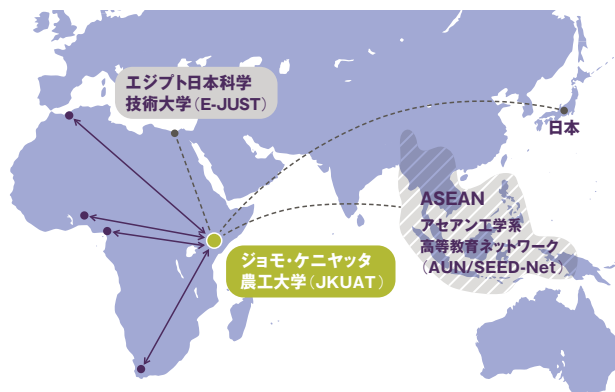 エジプト日本科学
技術大学（E-JUST）
日本
ASEAN
アセアン工学系
高等教育ネットワーク
（AUN/SEED-Net）
ジョモ・ケニヤッタ
農工大学（JKUAT）